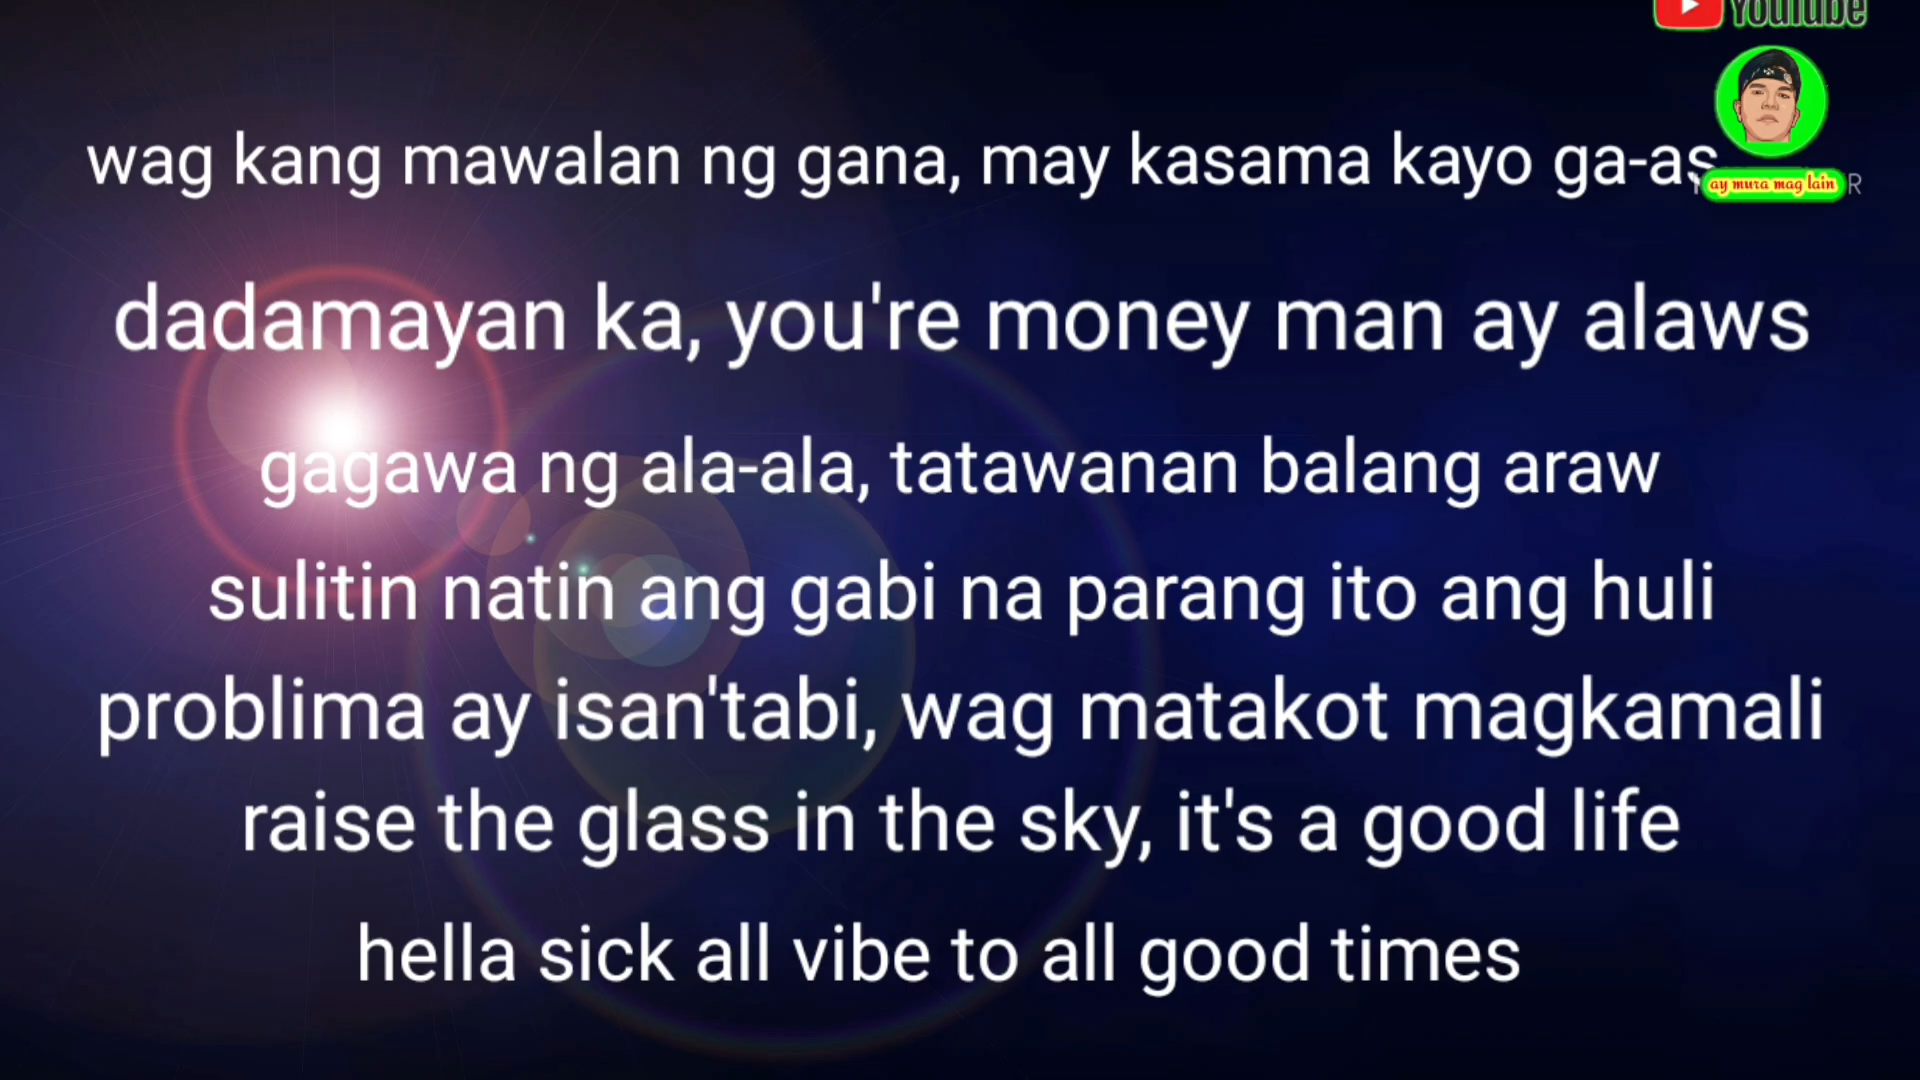 YouTube
wag kang mawalan ng gana, may kasama kayo ga-as
ay mura mag lain
dadamayan ka, you're money man ay alaws
gagawa ng ala-ala, tatawanan balang araw
sulitin natin ang gabi na parang ito ang huli
problima ay isan'tabi, wag matakot magkamali
raise the glass in the sky, it's a good life
hella sick all vibe to all good times